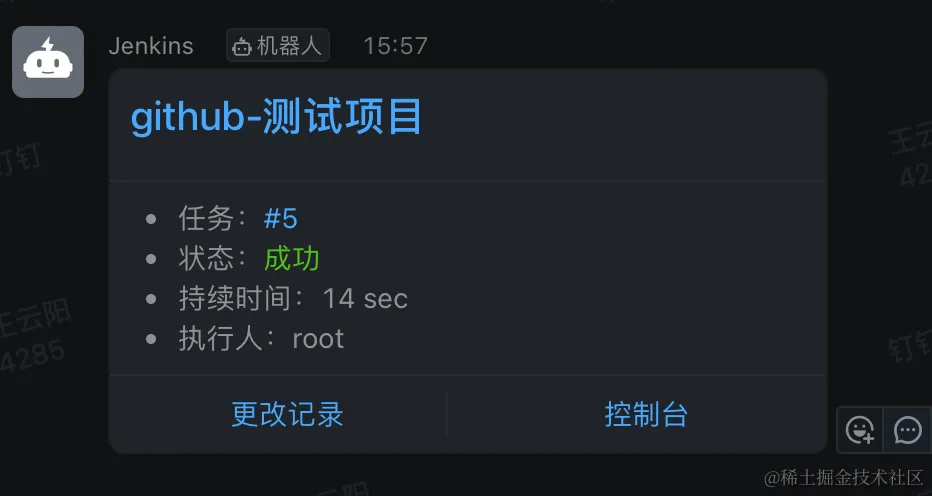 Jenkins 机器人 15:57
github-测试项目
钉钉
王云
42
任务：#5
状态：成功
持续时间：14 sec
王云阳
4285
执行人：root
钉钉
更改记录 控制台
@稀土掘金技术社区
云阳